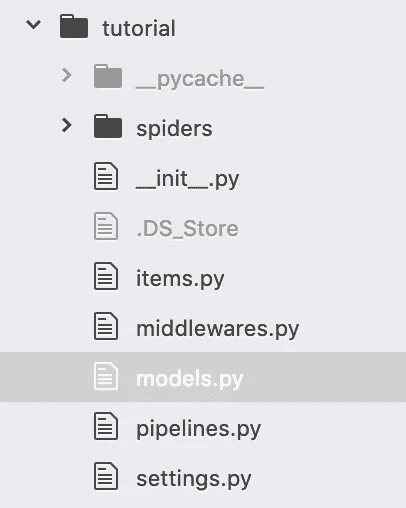 tutorial
__pycache__
spiders
__init__.py
.DS_Store
items.py
middlewares.py
models.py
pipelines.py
settings.py